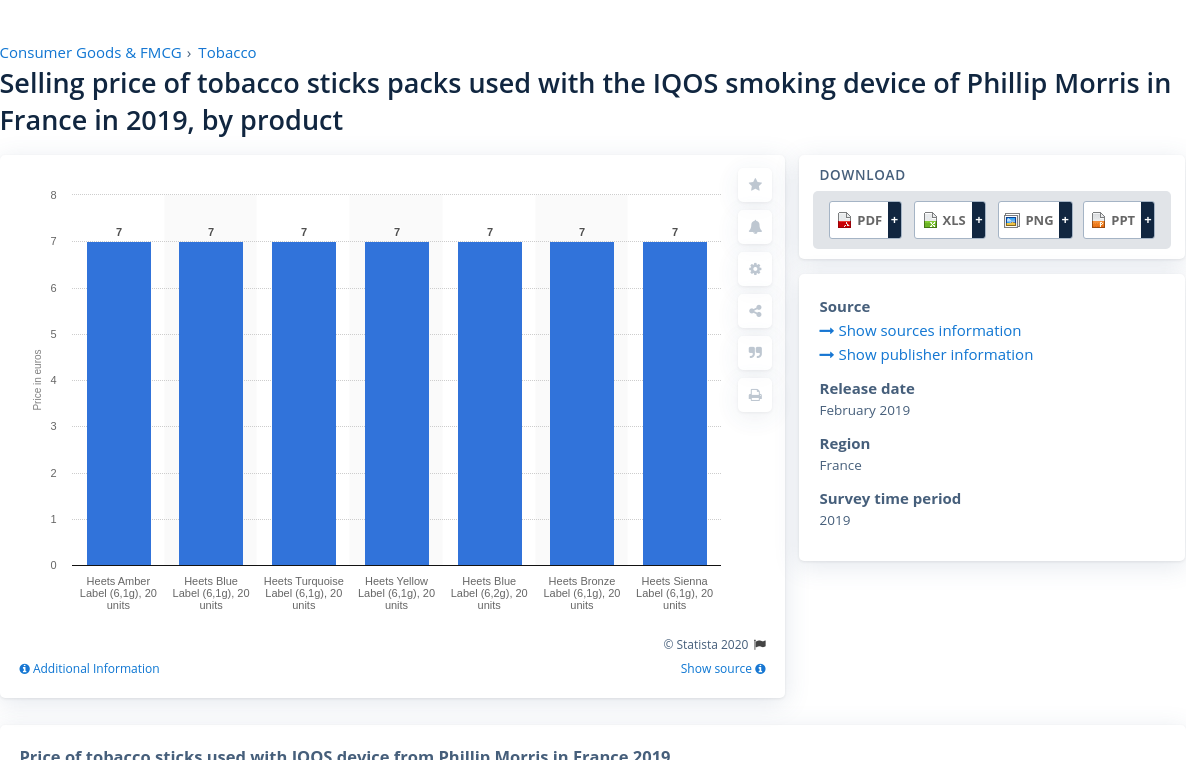 Consumer Goods & FMCG › Tobacco
Selling price of tobacco sticks packs used with the IQOS smoking device of Phillip Morris in
France in 2019, by product
8
7
6
5
4
3
2
1
0
Price in euros
7 7 7 7 7 7 7
Heets Amber
Label (6,1g), 20
units
Heets Blue
Label (6,1g), 20
units
Heets Turquoise
Label (6,1g), 20
units
Heets Yellow
Label (6,1g), 20
units
Heets Blue
Label (6,2g), 20
units
Heets Bronze
Label (6,1g), 20
units
Heets Sienna
Label (6,1g), 20
units
© Statista 2020
Additional Information
Show source
DOWNLOAD
PDF + XLS + PNG + PPT +
Source
Show sources information
Show publisher information
Release date
February 2019
Region
France
Survey time period
2019
Price of tobacco sticks used with IQOS device from Phillip Morris in France 2019